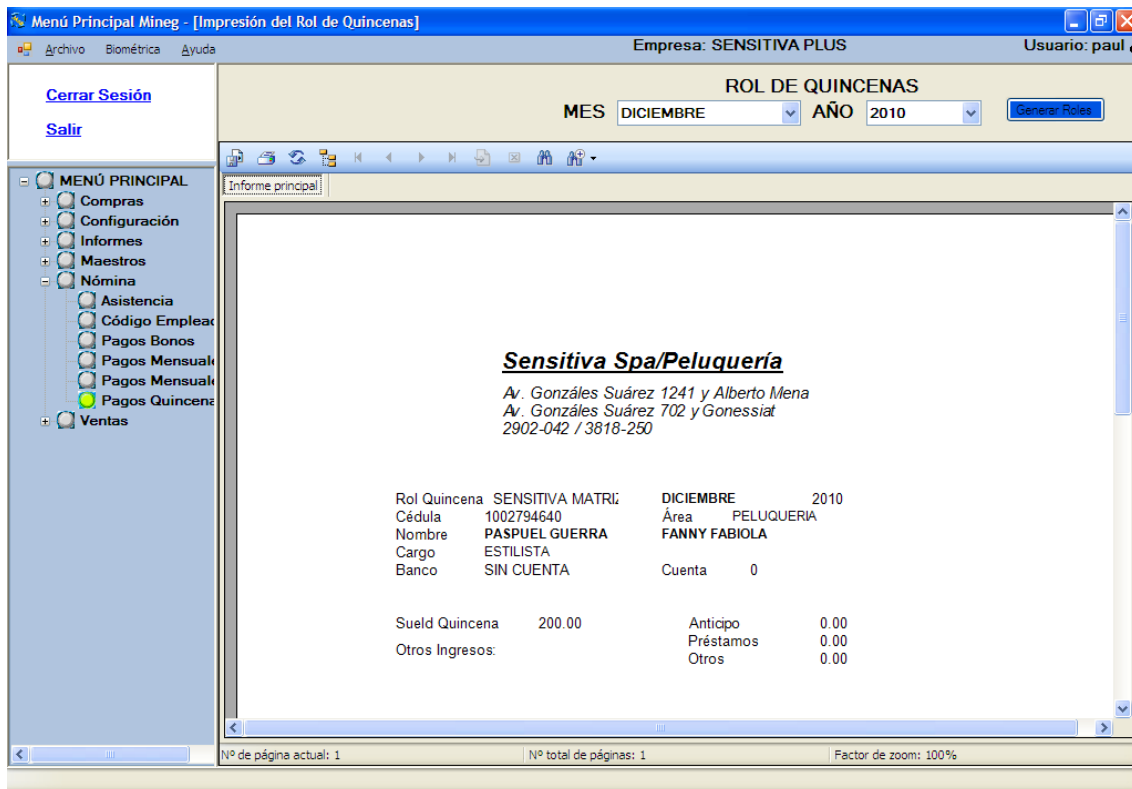 Menú Principal Mineg - [Impresión del Rol de Quincenas]
Archivo Biométrica Ayuda Empresa: SENSITIVA PLUS Usuario: paul
Cerrar Sesión
Salir
ROL DE QUINCENAS
MES DICIEMBRE AÑO 2010 Generar Roles
MENÚ PRINCIPAL
Compras
Configuración
Informes
Maestros
Nómina
Asistencia
Código Emplead
Pagos Bonos
Pagos Mensuale
Pagos Mensuale
Pagos Quincena
Ventas
Informe principal
Sensitiva Spa/Peluquería
Av. Gonzáles Suárez 1241 y Alberto Mena
Av. Gonzáles Suárez 702 y Gonessiat
2902-042 / 3818-250
Rol Quincena SENSITIVA MATRIZ DICIEMBRE 2010
Cédula 1002794640 Área PELUQUERIA
Nombre PASPUEL GUERRA FANNY FABIOLA
Cargo ESTILISTA
Banco SIN CUENTA Cuenta 0
Sueld Quincena 200.00 Anticipo 0.00
Préstamos 0.00
Otros Ingresos:
Otros 0.00
Nº de página actual: 1 Nº total de páginas: 1 Factor de zoom: 100%